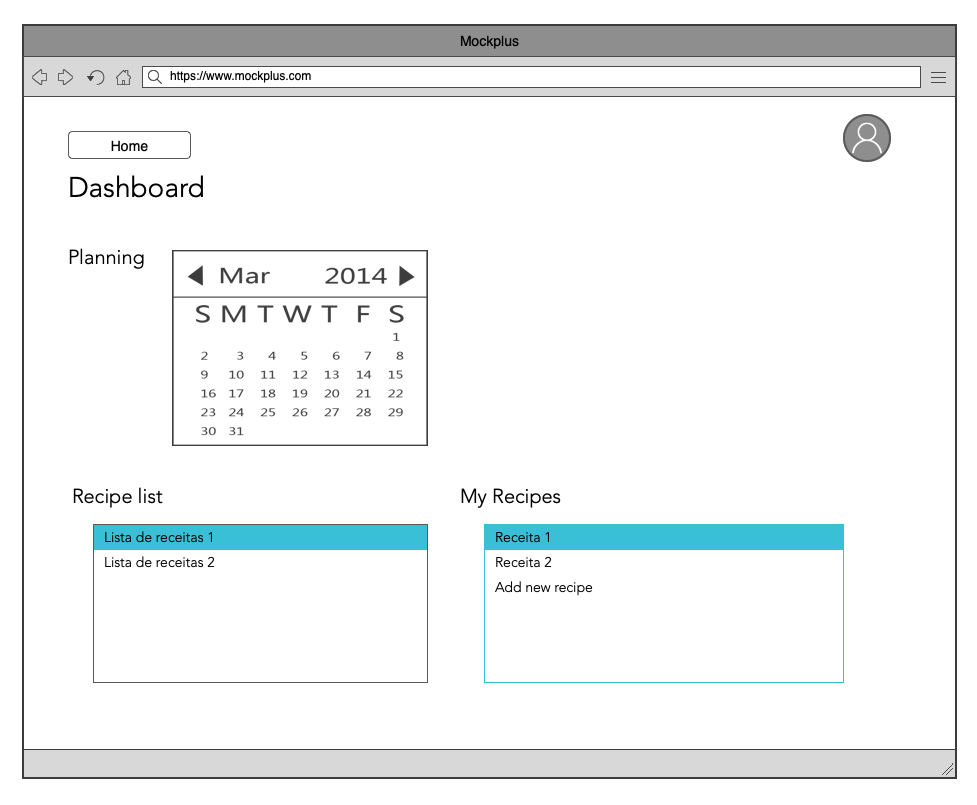 Mockplus
https://www.mockplus.com
Home
Dashboard
Planning
Mar 2014
S M T W T F S
1
2 3 4 5 6 7 8
9 10 11 12 13 14 15
16 17 18 19 20 21 22
23 24 25 26 27 28 29
30 31
Recipe list
Lista de receitas 1
Lista de receitas 2
My Recipes
Receita 1
Receita 2
Add new recipe